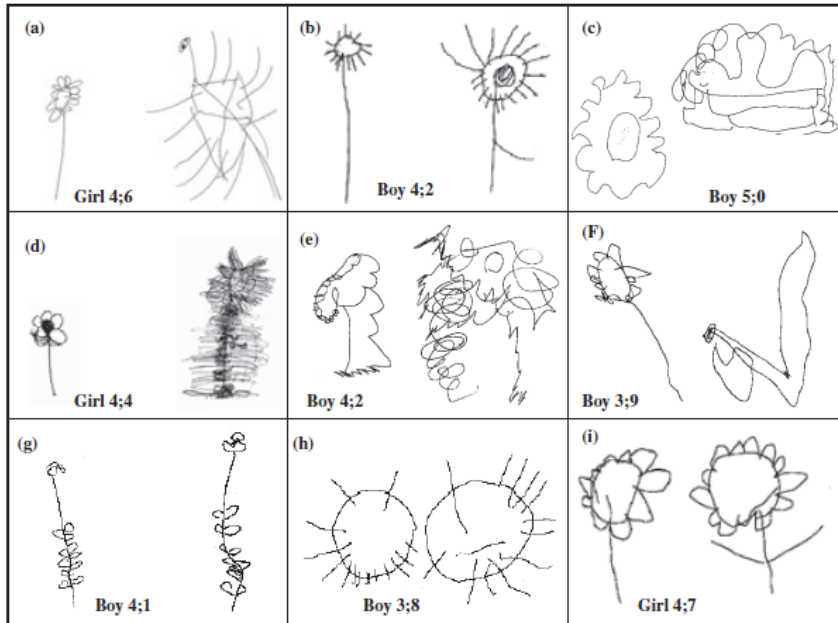 (a)
Girl 4;6
(b)
Boy 4;2
(c)
Boy 5;0
(d)
Girl 4;4
(e)
Boy 4;2
(F)
Boy 3;9
(g)
Boy 4;1
(h)
Boy 3;8
(i)
Girl 4;7